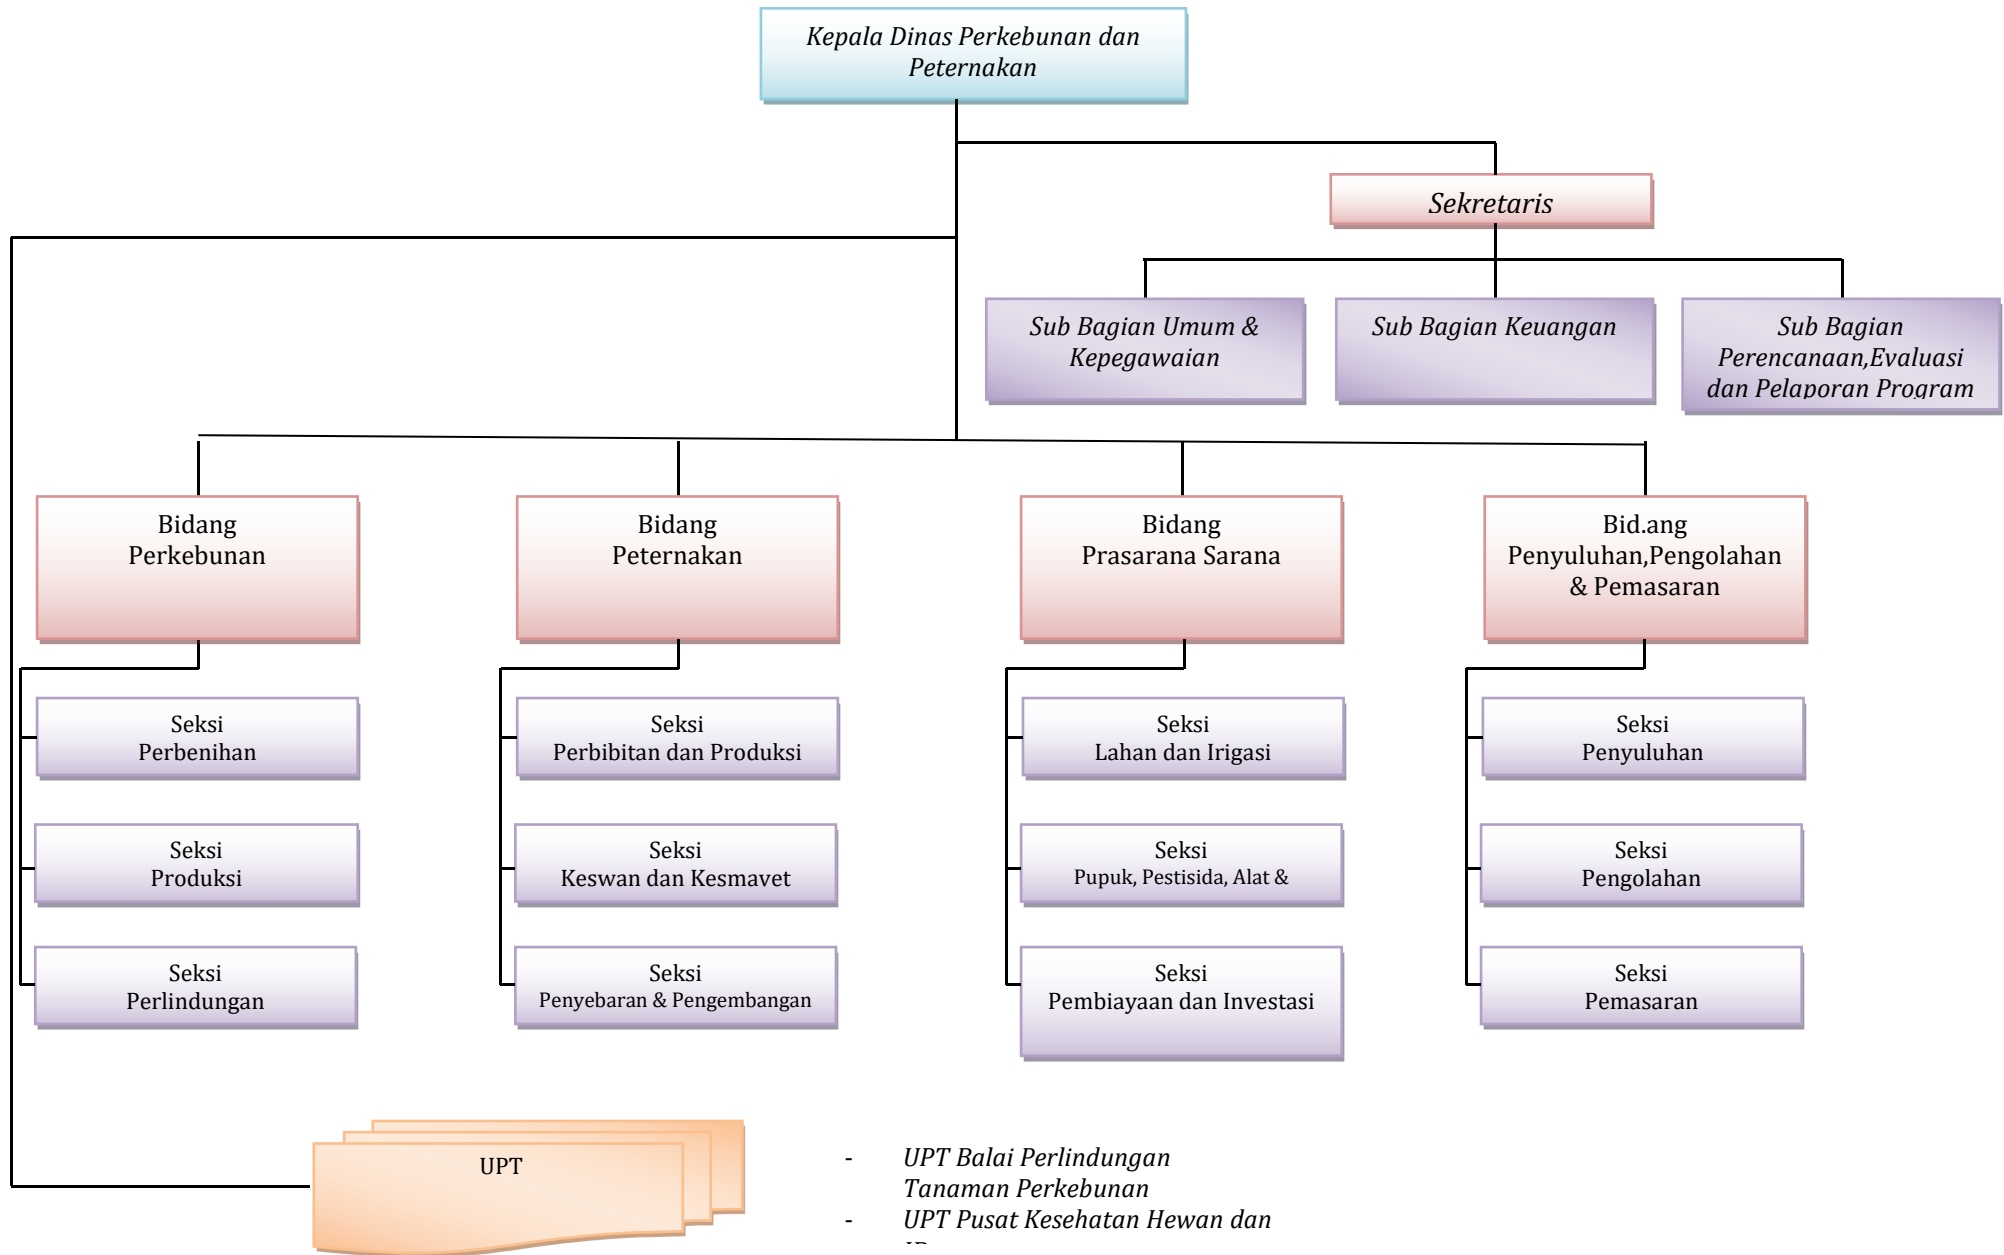 Kepala Dinas Perkebunan dan
Peternakan
Sekretaris
Sub Bagian Umum &
Kepegawaian
Sub Bagian Keuangan
Sub Bagian
Perencanaan,Evaluasi
dan Pelaporan Program
Bidang
Perkebunan
Bidang
Peternakan
Bidang
Prasarana Sarana
Bid.ang
Penyuluhan,Pengolahan
& Pemasaran
Seksi
Perbenihan
Seksi
Perbibitan dan Produksi
Seksi
Lahan dan Irigasi
Seksi
Penyuluhan
Seksi
Produksi
Seksi
Keswan dan Kesmavet
Seksi
Pupuk, Pestisida, Alat &
Seksi
Pengolahan
Seksi
Perlindungan
Seksi
Penyebaran & Pengembangan
Seksi
Pembiayaan dan Investasi
Seksi
Pemasaran
UPT
- UPT Balai Perlindungan
Tanaman Perkebunan
- UPT Pusat Kesehatan Hewan dan